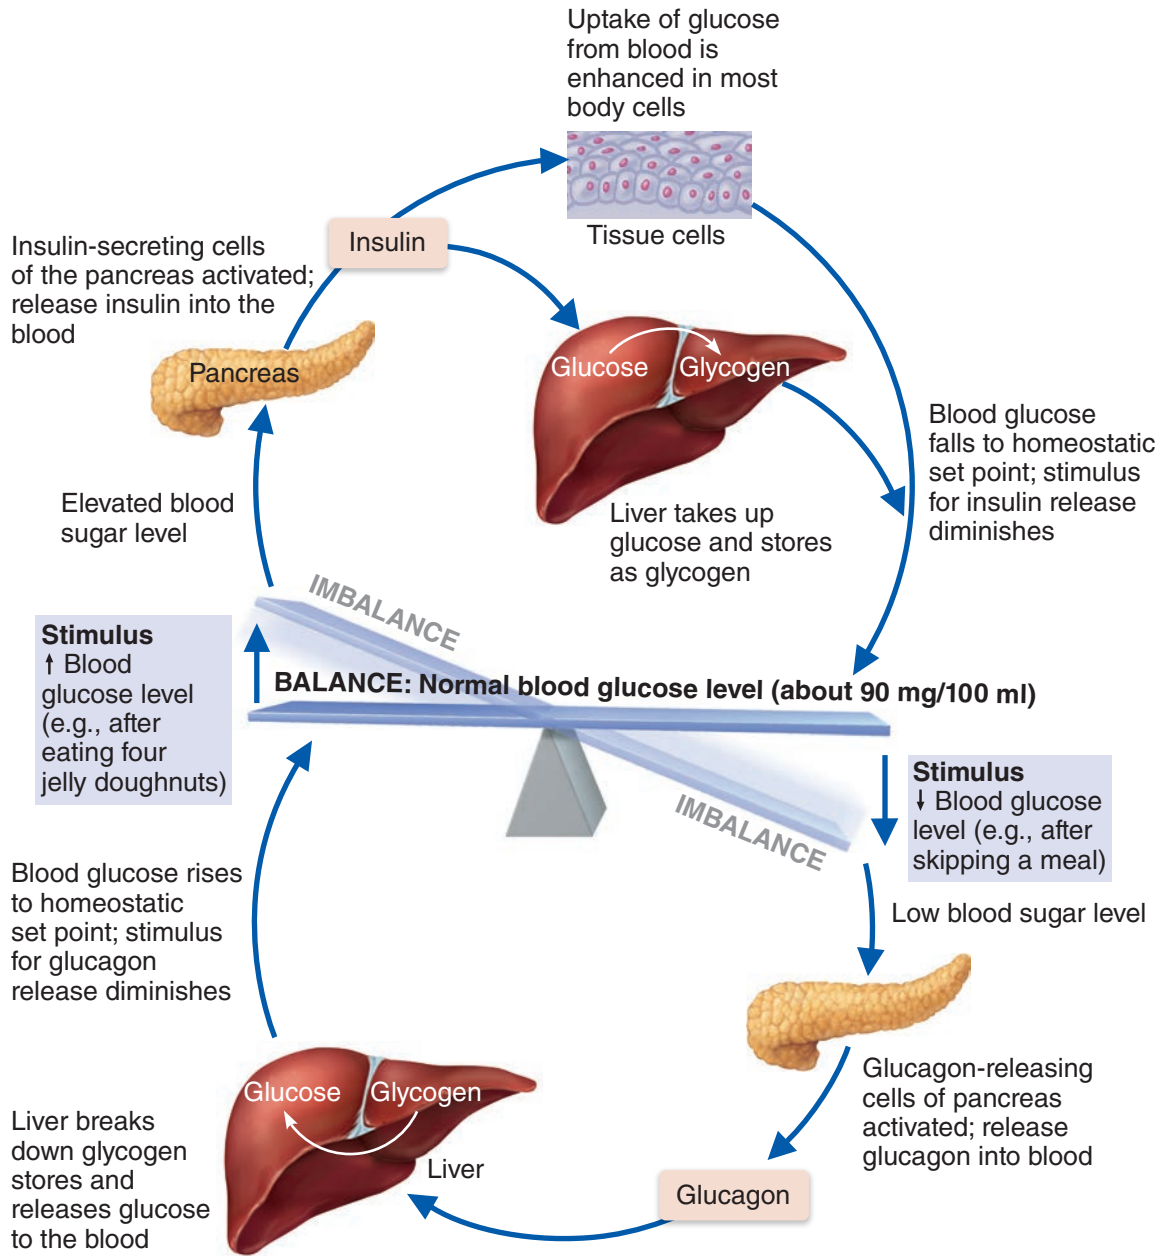 Uptake of glucose
from blood is
enhanced in most
body cells
Tissue cells
Insulin
Insulin-secreting cells
of the pancreas activated;
release insulin into the
blood
Pancreas
Glucose
Glycogen
Liver takes up
glucose and stores
as glycogen
Blood glucose
falls to homeostatic
set point; stimulus
for insulin release
diminishes
Elevated blood
sugar level
IMBALANCE
Stimulus
↑ Blood
glucose level
(e.g., after
eating four
jelly doughnuts)
BALANCE: Normal blood glucose level (about 90 mg/100 ml)
IMBALANCE
Stimulus
↓ Blood glucose
level (e.g., after
skipping a meal)
Low blood sugar level
Glucagon-releasing
cells of pancreas
activated; release
glucagon into blood
Glucagon
Liver
Glucose
Glycogen
Liver breaks
down glycogen
stores and
releases glucose
to the blood
Blood glucose rises
to homeostatic
set point; stimulus
for glucagon
release diminishes